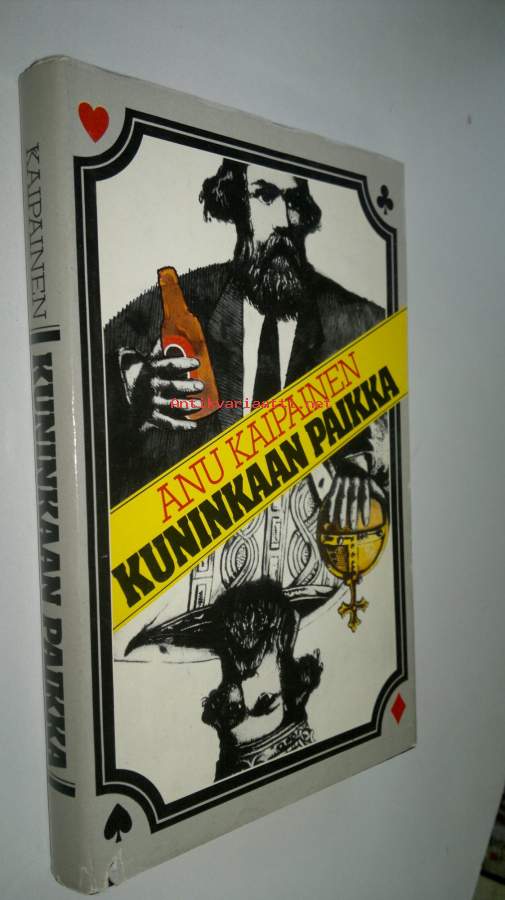 KAIPAINEN KUNINKAAN PAIKKA
ANU KAIPAINEN
KUNINKAAN PAIKKA
Antikvariaatti.net